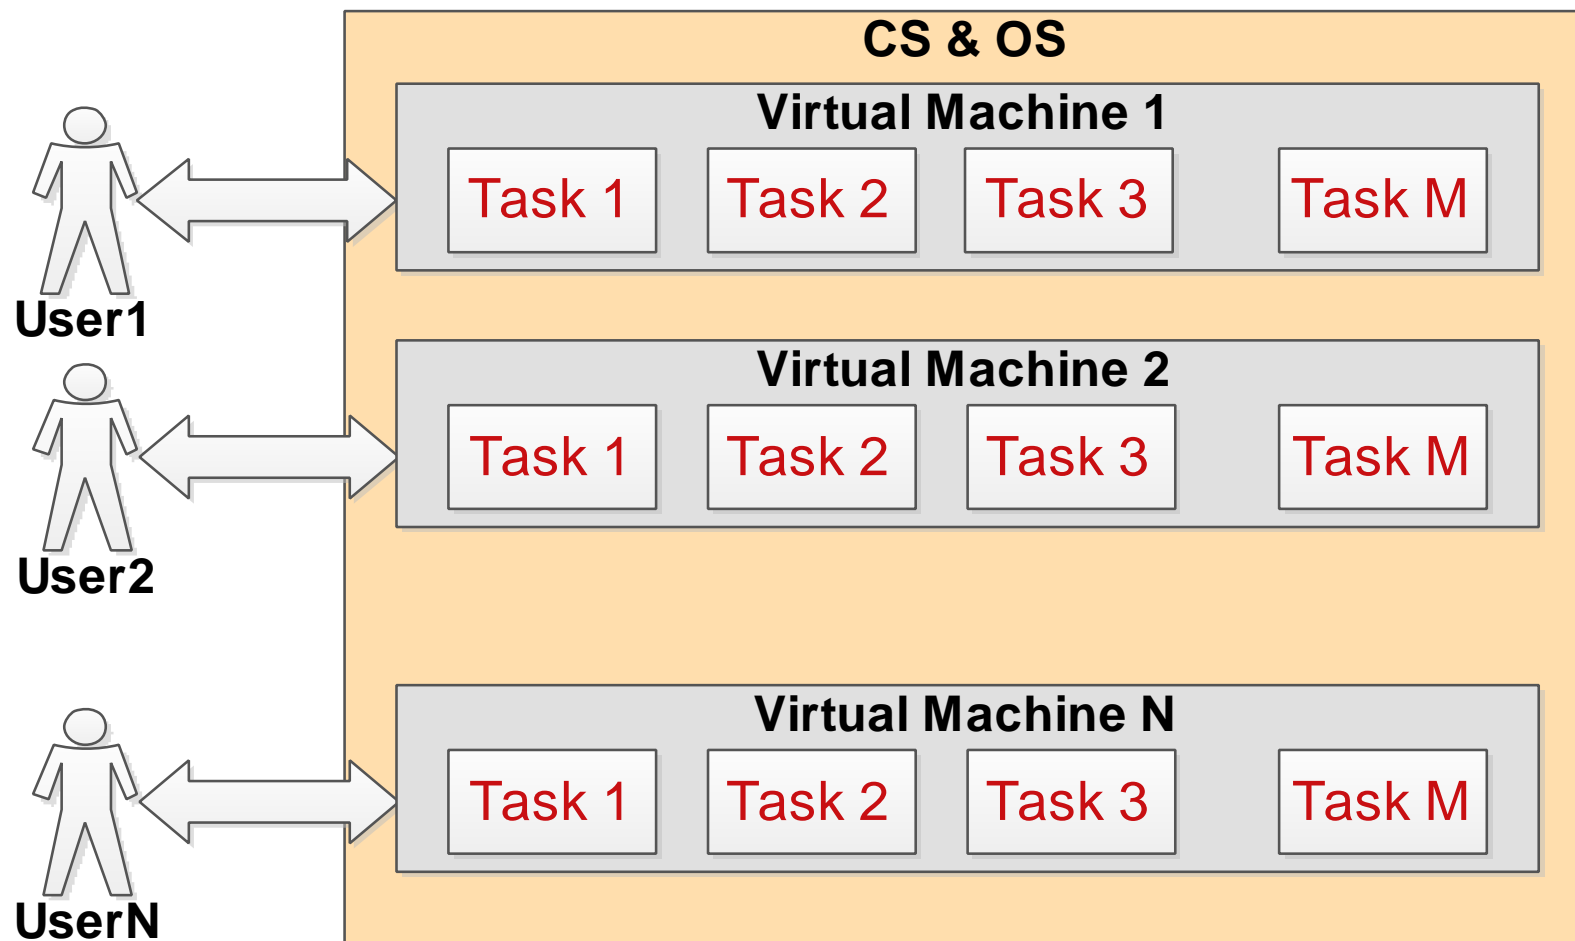 CS & OS
Virtual Machine 1
Task 1 Task 2 Task 3 Task M
User1
Virtual Machine 2
Task 1 Task 2 Task 3 Task M
User2
Virtual Machine N
Task 1 Task 2 Task 3 Task M
UserN